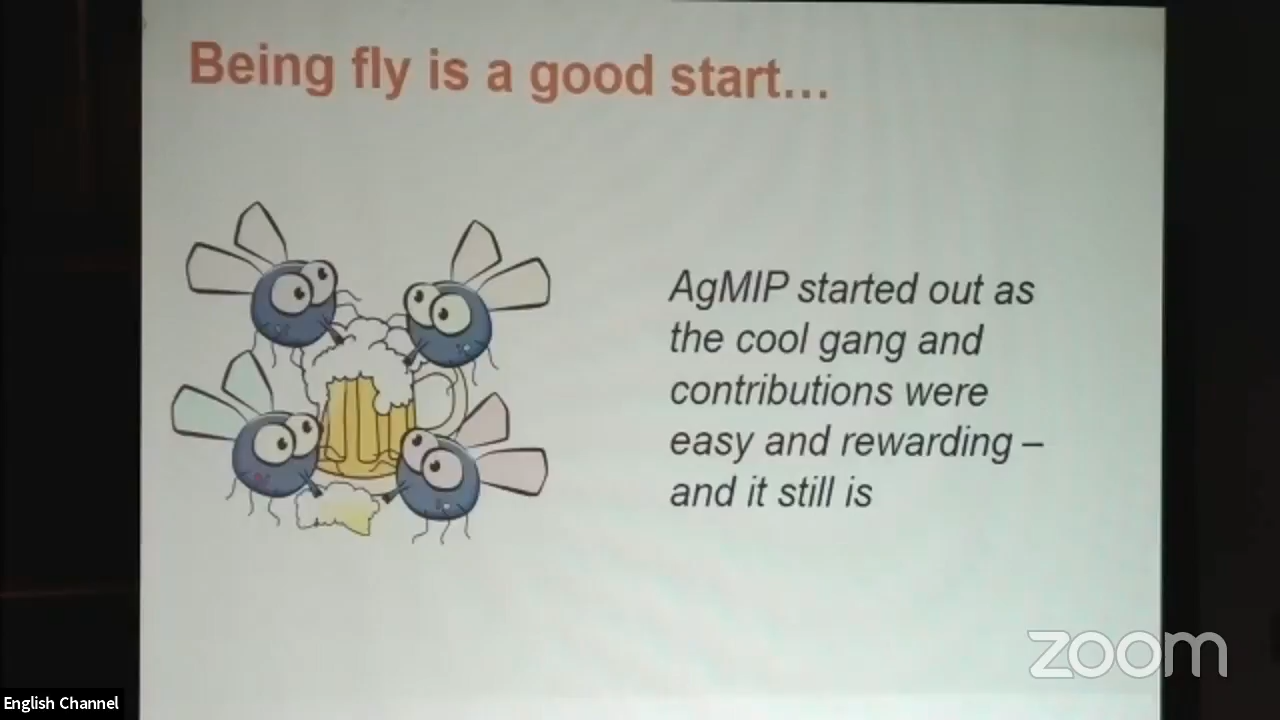 Being fly is a good start...
AgMIP started out as
the cool gang and
contributions were
easy and rewarding –
and it still is
zoom
English Channel